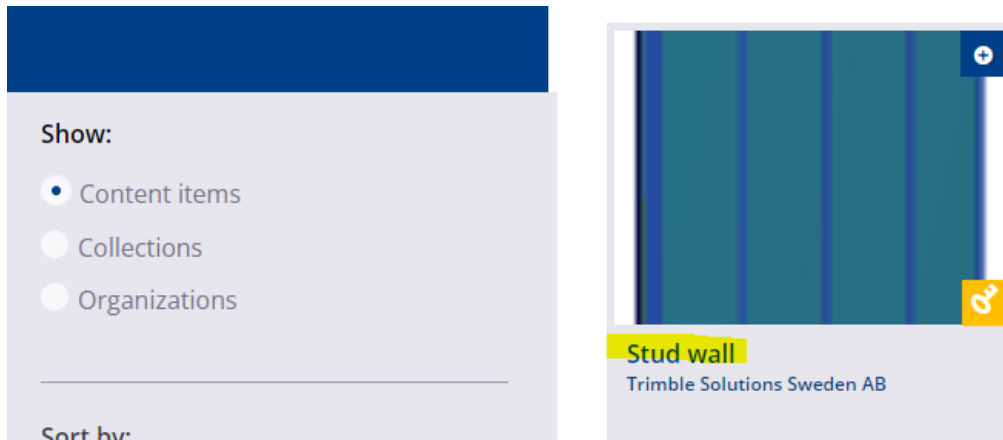 Show:
Content items
Collections
Organizations
Sort by:
Stud wall
Trimble Solutions Sweden AB